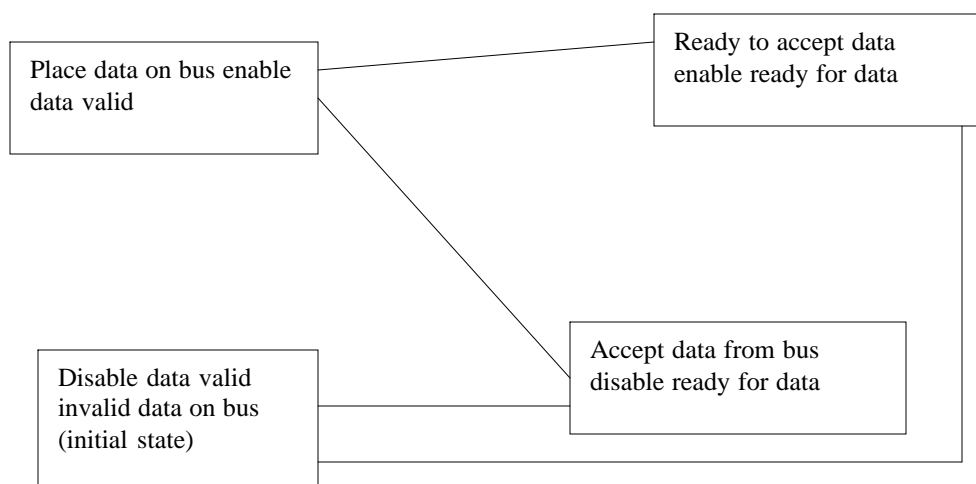 Place data on bus enable
data valid
Ready to accept data
enable ready for data
Accept data from bus
disable ready for data
Disable data valid
invalid data on bus
(initial state)